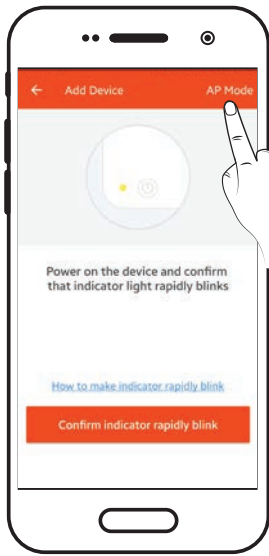 ← Add Device AP Mode
Power on the device and confirm
that indicator light rapidly blinks
How to make indicator rapidly blink
Confirm indicator rapidly blink